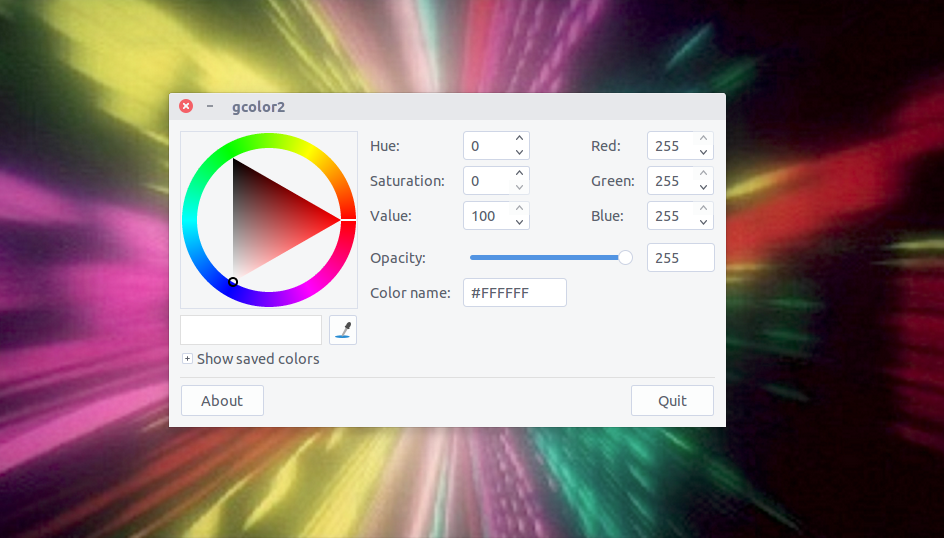 gcolor2
Hue: 0 Red: 255
Saturation: 0 Green: 255
Value: 100 Blue: 255
Opacity: 255
Color name: #FFFFFF
Show saved colors
About Quit